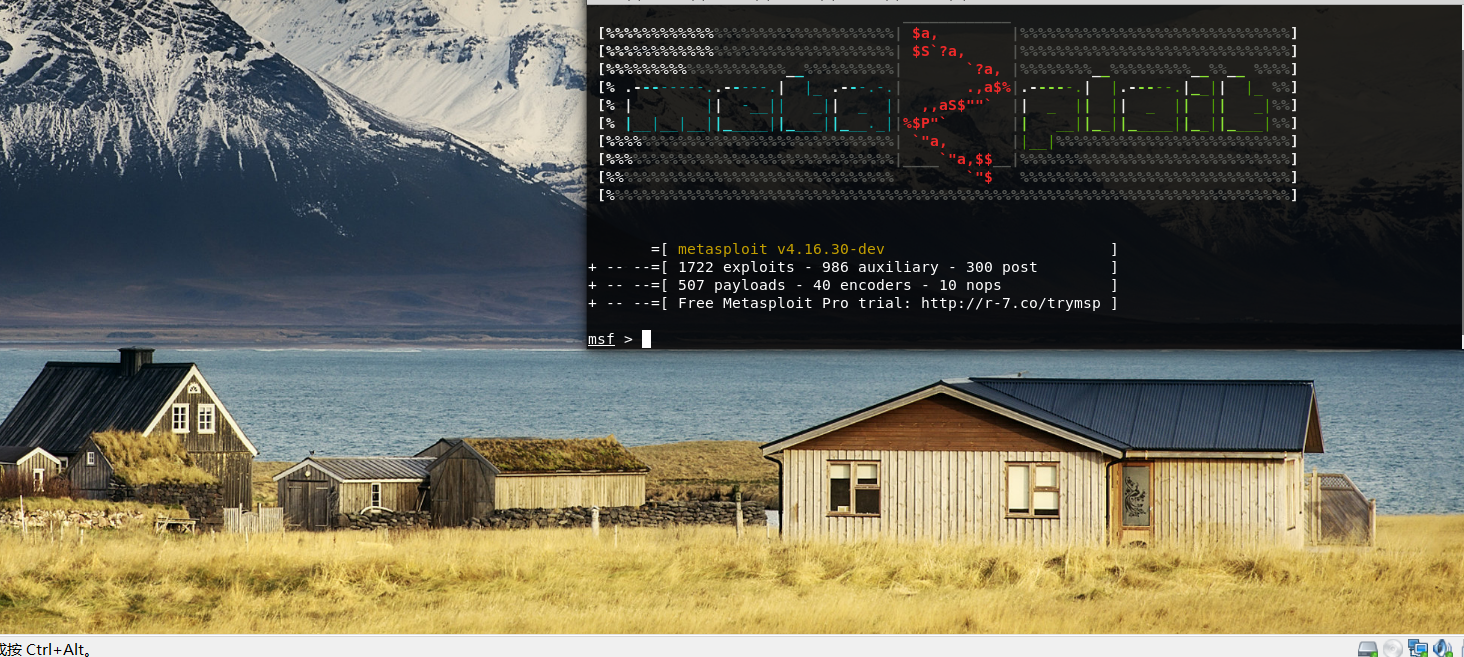 metasploit
=[ metasploit v4.16.30-dev ]
+ -- --=[ 1722 exploits - 986 auxiliary - 300 post ]
+ -- --=[ 507 payloads - 40 encoders - 10 nops ]
+ -- --=[ Free Metasploit Pro trial: http://r-7.co/trymsp ]
msf >
按 Ctrl+Alt。